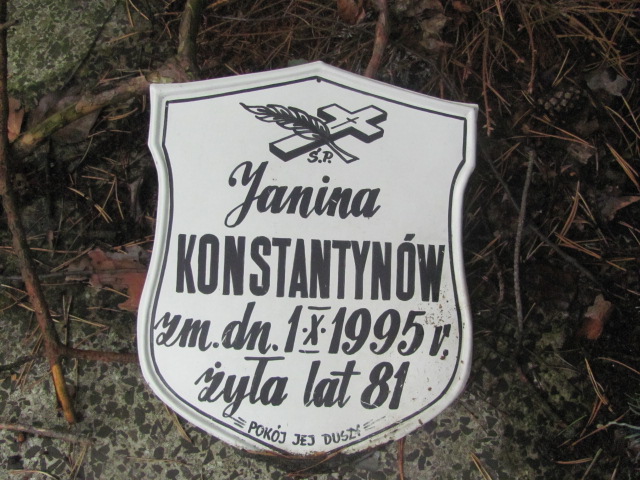 Ś.P.
Janina
KONSTANTYNÓW
zm. dn. 1·X·1995 r,
żyła lat 81
POKÓJ JEJ DUSZY